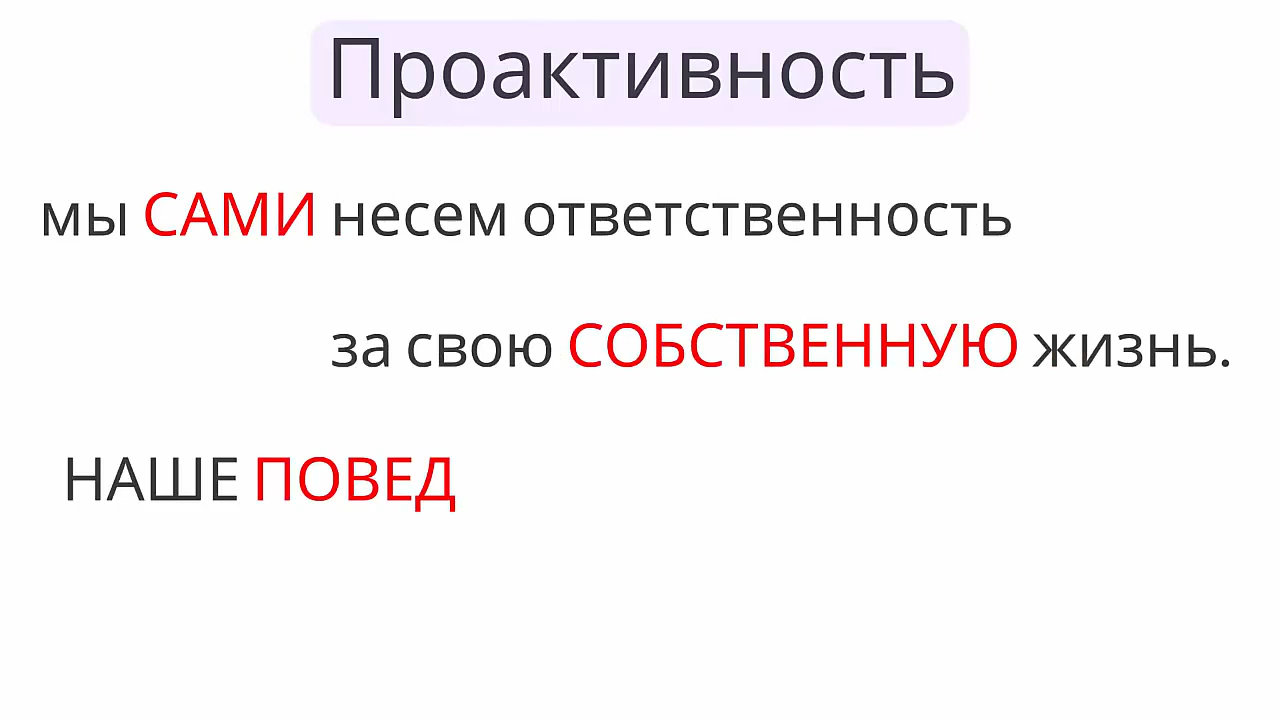 Проактивность
мы САМИ несем ответственность
за свою СОБСТВЕННУЮ жизнь.
НАШЕ ПОВЕД